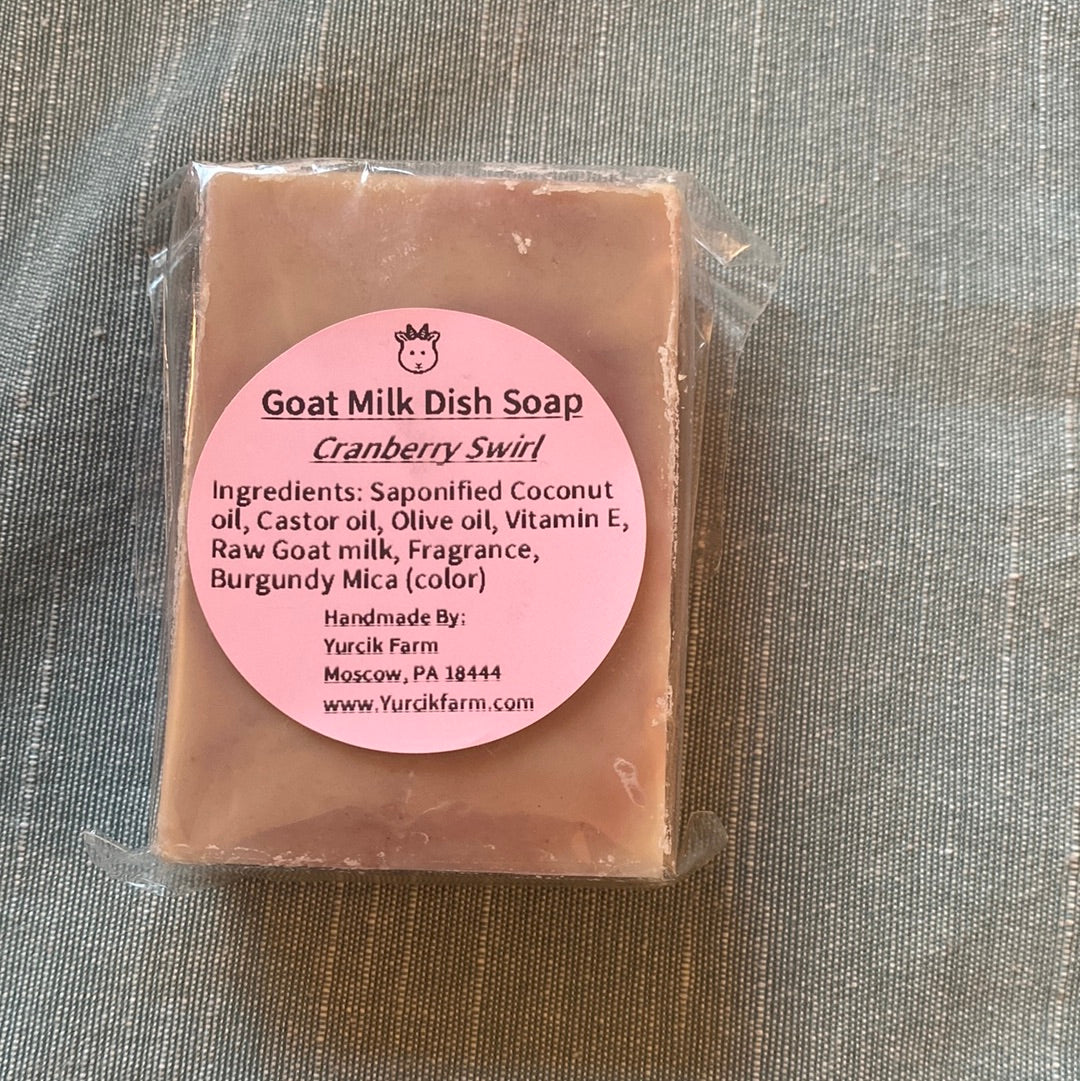 Goat Milk Dish Soap
Cranberry Swirl
Ingredients: Saponified Coconut
oil, Castor oil, Olive oil, Vitamin E,
Raw Goat milk, Fragrance,
Burgundy Mica (color)
Handmade By:
Yurcik Farm
Moscow, PA 18444
www.Yurcikfarm.com